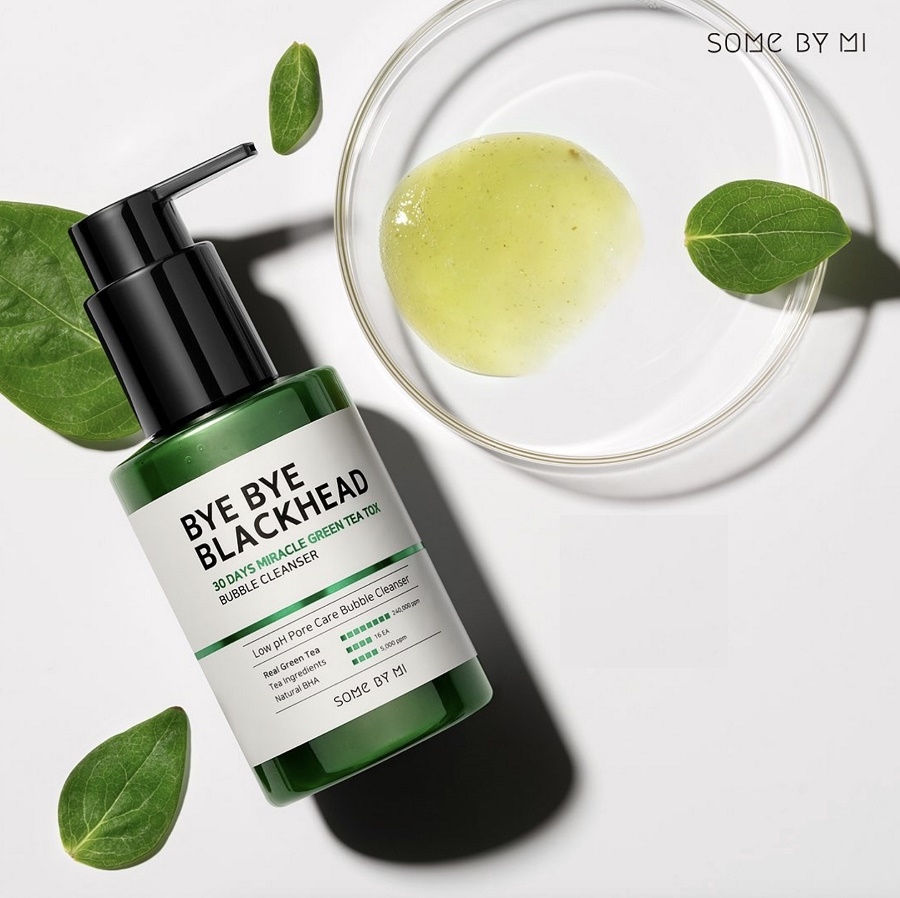 SOME BY MI
BYE BYE
BLACKHEAD
30 DAYS MIRACLE GREEN TEA TOX
BUBBLE CLEANSER
Low pH Pore Care Bubble Cleanser
Real Green Tea 240,000 ppm
Tea Ingredients 16 EA
Natural BHA 5,000 ppm
SOME BY MI